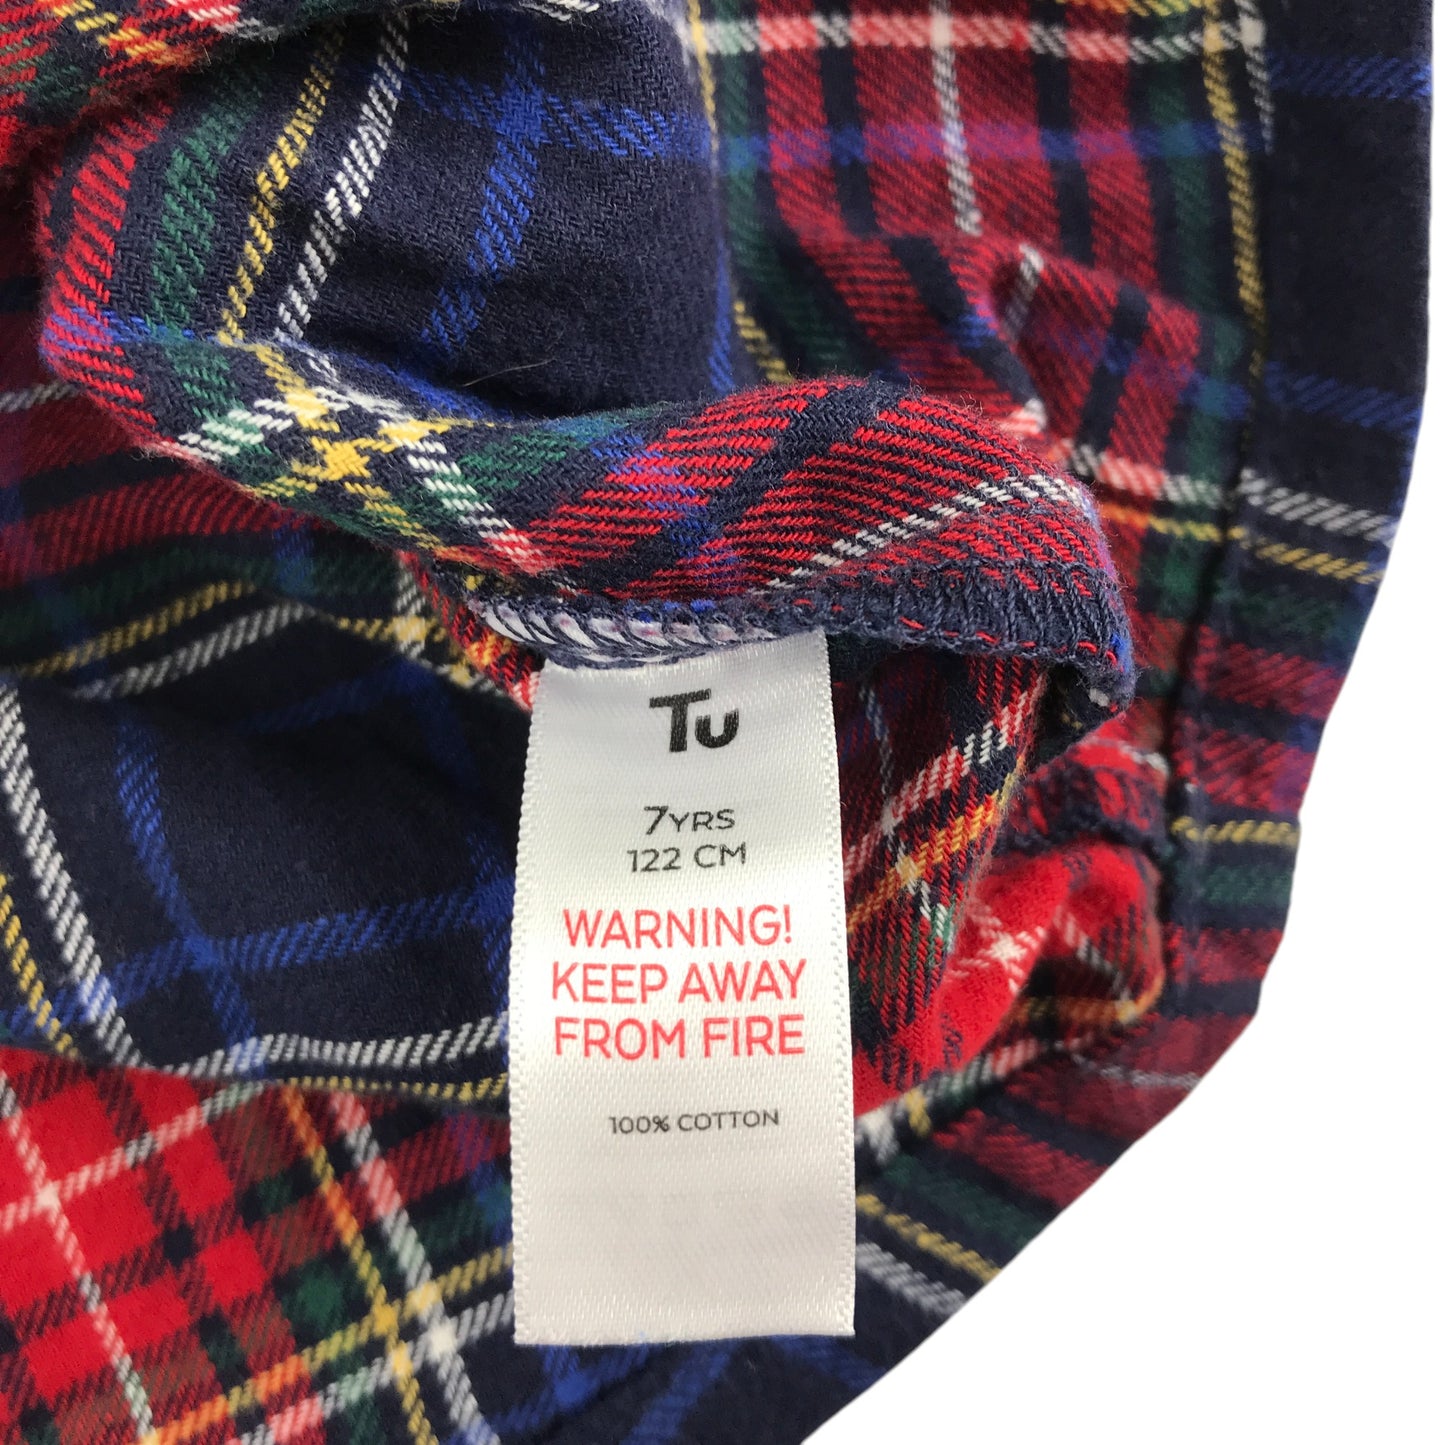 Tu
7YRS
122 CM
WARNING!
KEEP AWAY
FROM FIRE
100% COTTON